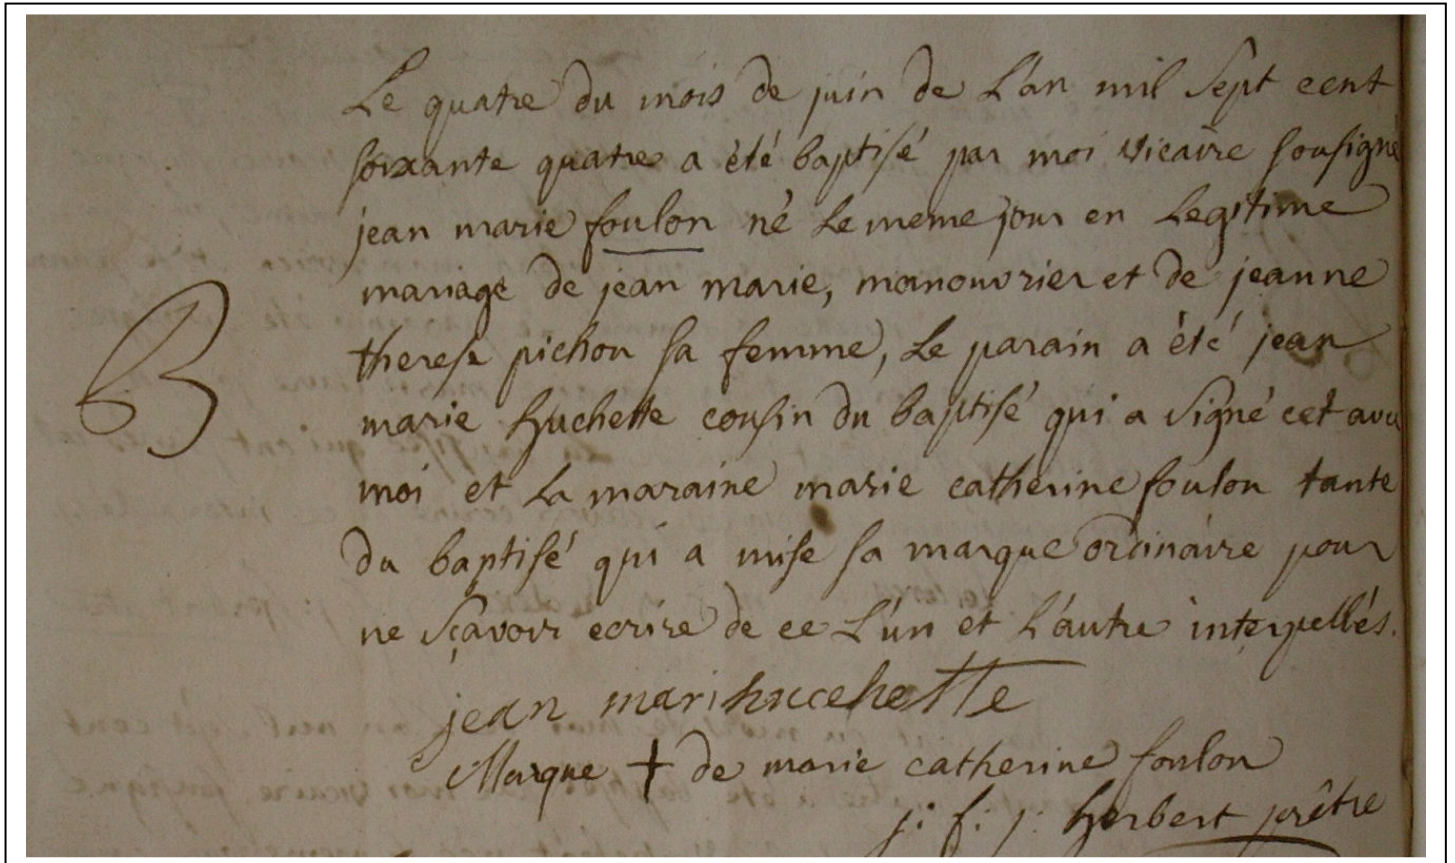 Le quatre du mois de juin de L'an mil Sept cent
soixante quatre a été baptisé par moi vicaire sousigné
jean marie foulon né Le meme jour en Legitime
mariage de jean marie, manouvrier et de jeanne
therese pichon sa femme, Le parain a été jean
marie huchette cousin du baptisé qui a signé cet avec
B
moi et La maraine marie catherine foulon tante
du baptisé qui a mise sa marque ordinaire pour
ne sçavoir ecrire de ce L'un et L'autre interpellés.
jean mari huccehette
Marque + de marie catherine foulon
j: f: j: herbert prêtre